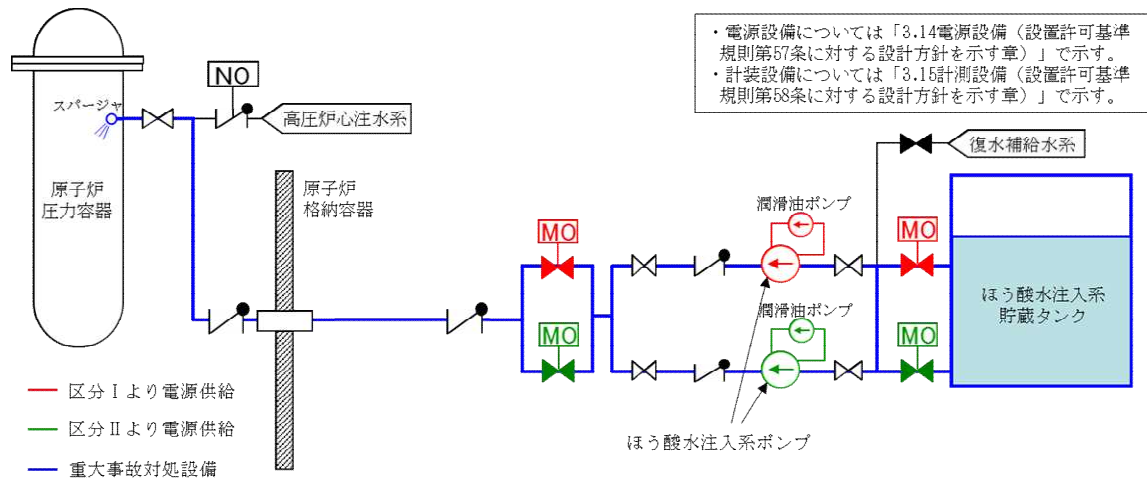 ・電源設備については「3.14電源設備（設置許可基準
規則第57条に対する設計方針を示す章）」で示す。
・計装設備については「3.15計測設備（設置許可基準
規則第58条に対する設計方針を示す章）」で示す。
NO
スパージャ
高圧炉心注水系
復水補給水系
原子炉
圧力容器
原子炉
格納容器
潤滑油ポンプ
MO
MO
ほう酸水注入系
貯蔵タンク
潤滑油ポンプ
MO
MO
区分Ⅰより電源供給
区分Ⅱより電源供給
重大事故対処設備
ほう酸水注入系ポンプ